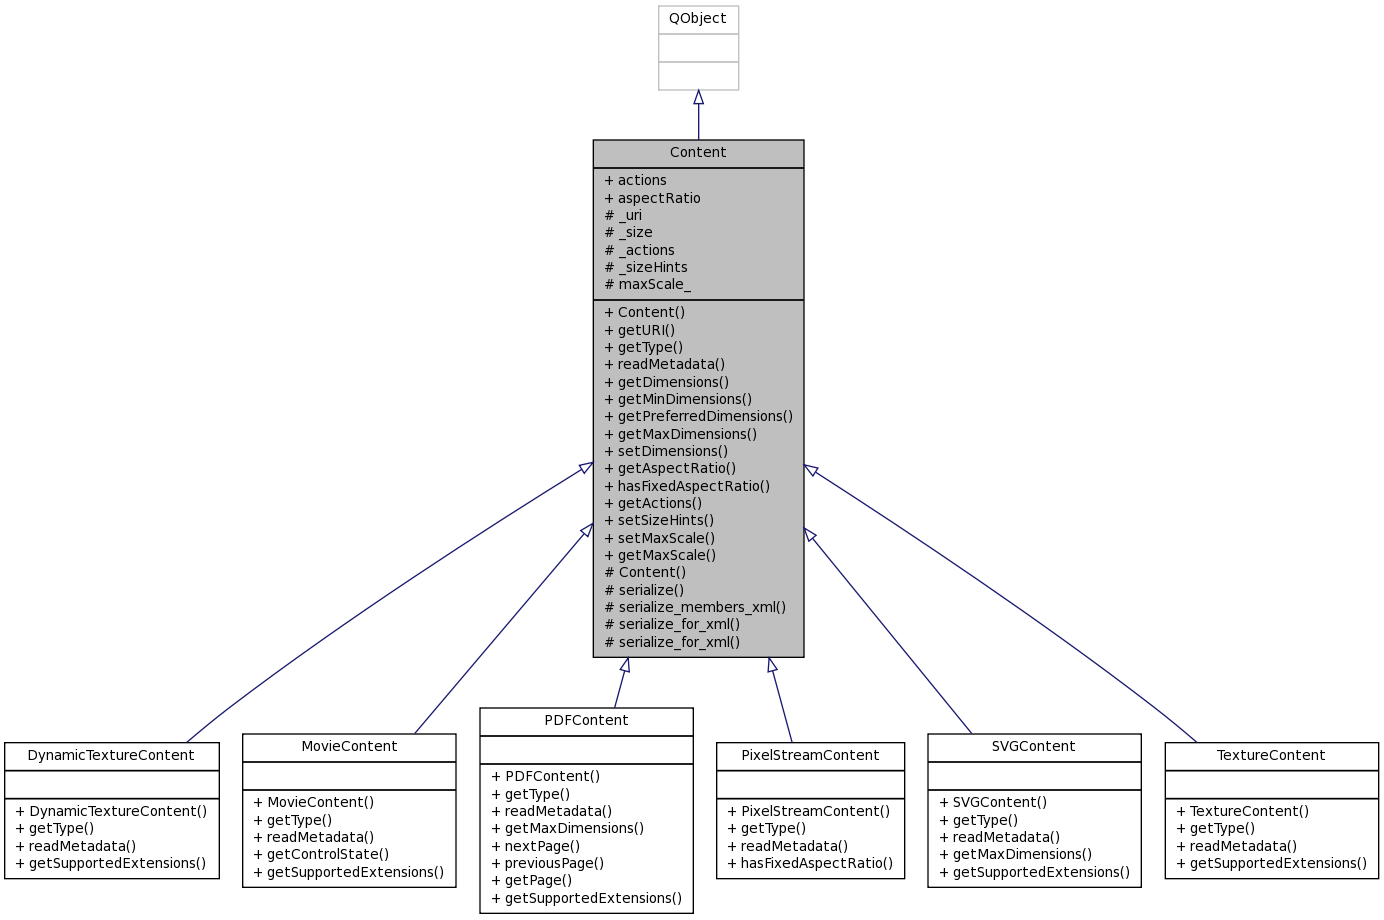 QObject
Content
+ actions
+ aspectRatio
# _uri
# _size
# _actions
# _sizeHints
# maxScale_
+ Content()
+ getURI()
+ getType()
+ readMetadata()
+ getDimensions()
+ getMinDimensions()
+ getPreferredDimensions()
+ getMaxDimensions()
+ setDimensions()
+ getAspectRatio()
+ hasFixedAspectRatio()
+ getActions()
+ setSizeHints()
+ setMaxScale()
+ getMaxScale()
# Content()
# serialize()
# serialize_members_xml()
# serialize_for_xml()
# serialize_for_xml()
DynamicTextureContent
+ DynamicTextureContent()
+ getType()
+ readMetadata()
+ getSupportedExtensions()
MovieContent
+ MovieContent()
+ getType()
+ readMetadata()
+ getControlState()
+ getSupportedExtensions()
PDFContent
+ PDFContent()
+ getType()
+ readMetadata()
+ getMaxDimensions()
+ nextPage()
+ previousPage()
+ getPage()
+ getSupportedExtensions()
PixelStreamContent
+ PixelStreamContent()
+ getType()
+ readMetadata()
+ hasFixedAspectRatio()
SVGContent
+ SVGContent()
+ getType()
+ readMetadata()
+ getMaxDimensions()
+ getSupportedExtensions()
TextureContent
+ TextureContent()
+ getType()
+ readMetadata()
+ getSupportedExtensions()